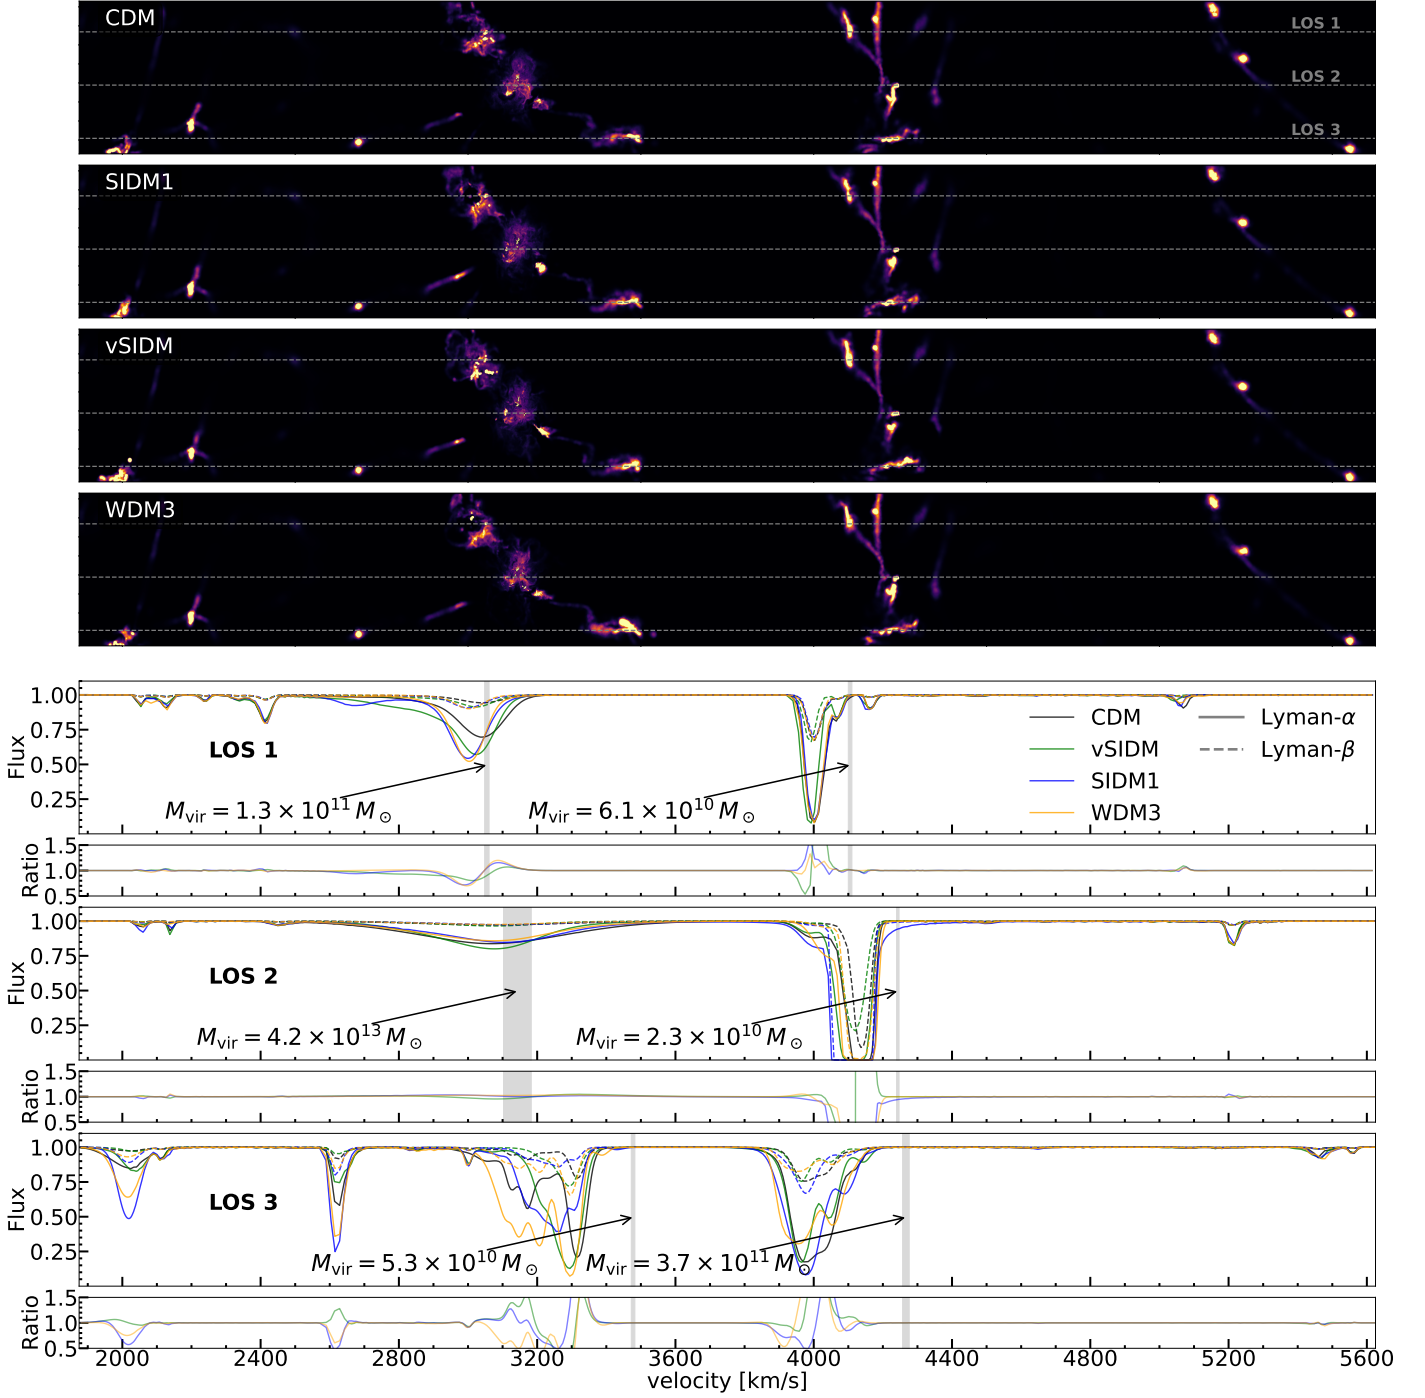 CDM
LOS 1
LOS 2
LOS 3
SIDM1
vSIDM
WDM3
1.00
0.75
0.50
0.25
Flux
LOS 1
M_vir = 1.3 × 10^11 M_⊙
M_vir = 6.1 × 10^10 M_⊙
CDM
vSIDM
SIDM1
WDM3
Lyman-α
Lyman-β
1.5
1.0
0.5
Ratio
1.00
0.75
0.50
0.25
Flux
LOS 2
M_vir = 4.2 × 10^13 M_⊙
M_vir = 2.3 × 10^10 M_⊙
1.5
1.0
0.5
Ratio
1.00
0.75
0.50
0.25
Flux
LOS 3
M_vir = 5.3 × 10^10 M_⊙
M_vir = 3.7 × 10^11 M_⊙
1.5
1.0
0.5
Ratio
2000 2400 2800 3200 3600 4000 4400 4800 5200 5600
velocity [km/s]